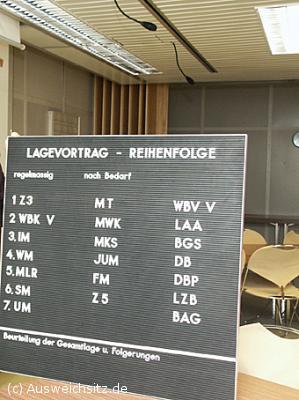 LAGEVORTRAG - REIHENFOLGE
regelmassig nach Bedarf
1 Z3 MT WBV V
2 WBK V MWK LAA
3. IM MKS BGS
4. WM JUM DB
5. MLR FM DBP
6. SM Z 5 LZB
7. UM BAG
Beurteilung der Gesamtlage u. Folgerungen
(c) Ausweichsitz.de